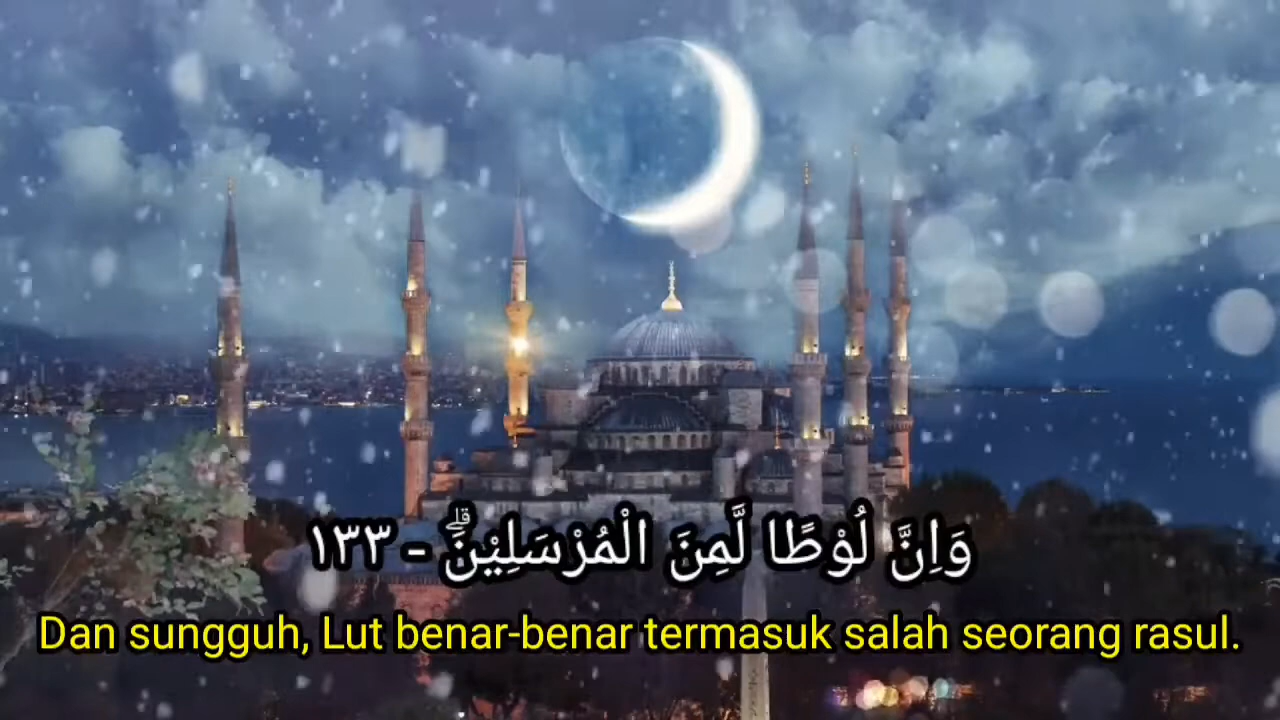 وَاِنَّ لُوْطًا لَّمِنَ الْمُرْسَلِيْنَۗ - ١٣٣
Dan sungguh, Lut benar-benar termasuk salah seorang rasul.